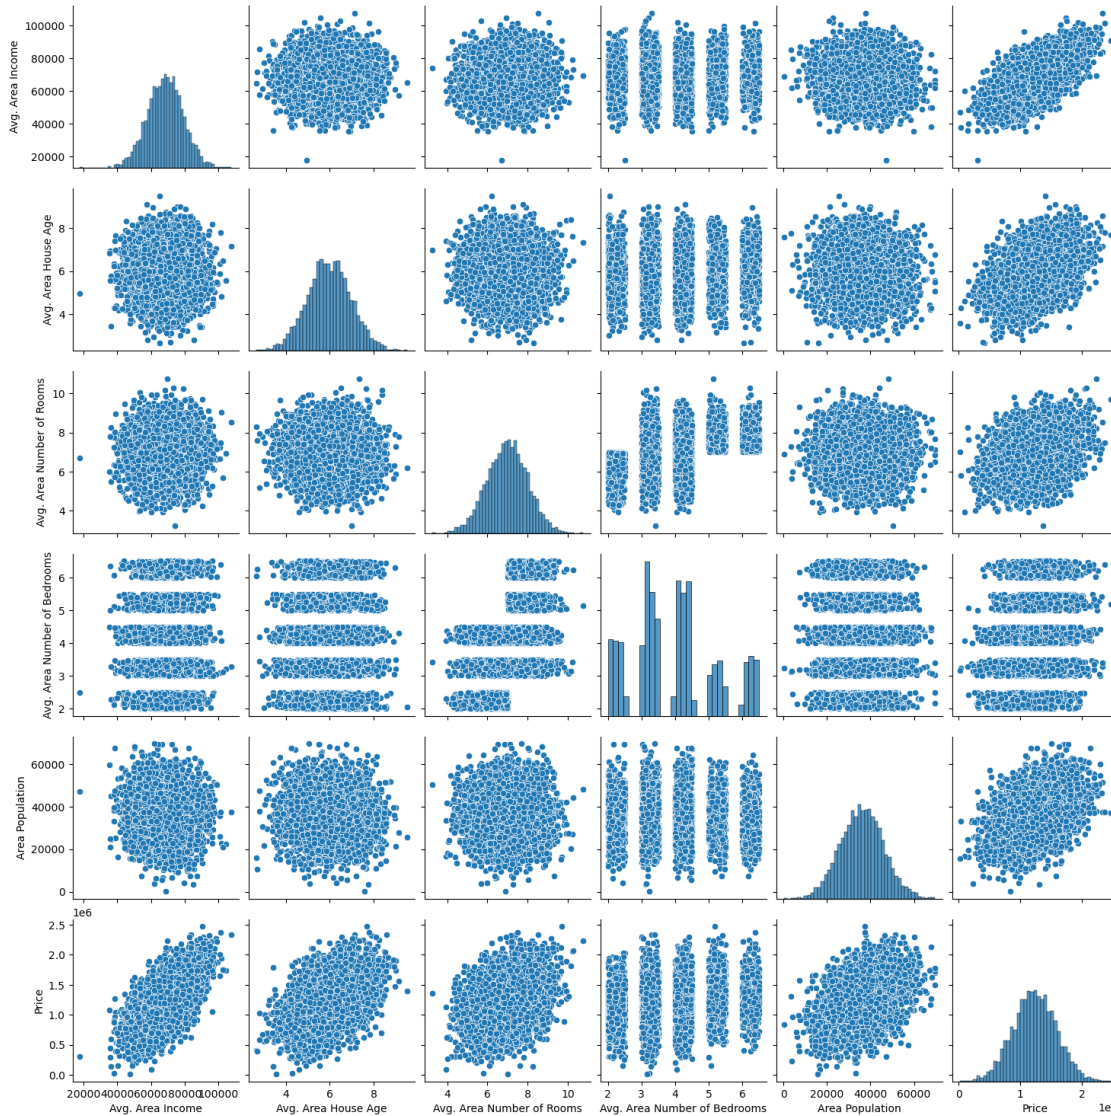 100000
80000
60000
40000
20000
Avg. Area Income
8
6
4
Avg. Area House Age
10
8
6
4
Avg. Area Number of Rooms
6
5
4
3
2
Avg. Area Number of Bedrooms
60000
40000
20000
0
Area Population
1e6
2.5
2.0
1.5
1.0
0.5
0.0
Price
20000 40000 60000 80000 100000
4 6 8
4 6 8 10
2 3 4 5 6
0 20000 40000 60000
0 1 2
1e
Avg. Area Income
Avg. Area House Age
Avg. Area Number of Rooms
Avg. Area Number of Bedrooms
Area Population
Price